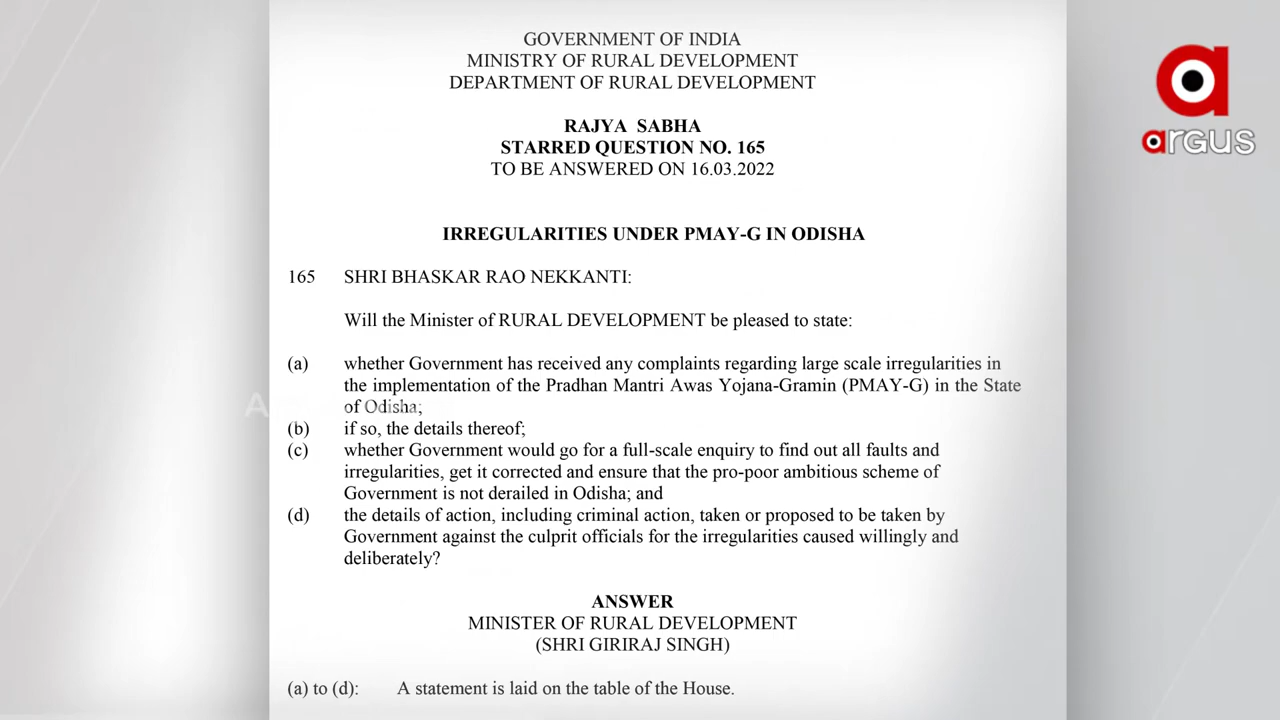 GOVERNMENT OF INDIA
MINISTRY OF RURAL DEVELOPMENT
DEPARTMENT OF RURAL DEVELOPMENT
RAJYA SABHA
STARRED QUESTION NO. 165
TO BE ANSWERED ON 16.03.2022
IRREGULARITIES UNDER PMAY-G IN ODISHA
165 SHRI BHASKAR RAO NEKKANTI:
Will the Minister of RURAL DEVELOPMENT be pleased to state:
(a) whether Government has received any complaints regarding large scale irregularities in
the implementation of the Pradhan Mantri Awas Yojana-Gramin (PMAY-G) in the State
of Odisha;
(b) if so, the details thereof;
(c) whether Government would go for a full-scale enquiry to find out all faults and
irregularities, get it corrected and ensure that the pro-poor ambitious scheme of
Government is not derailed in Odisha; and
(d) the details of action, including criminal action, taken or proposed to be taken by
Government against the culprit officials for the irregularities caused willingly and
deliberately?
ANSWER
MINISTER OF RURAL DEVELOPMENT
(SHRI GIRIRAJ SINGH)
(a) to (d): A statement is laid on the table of the House.
argus